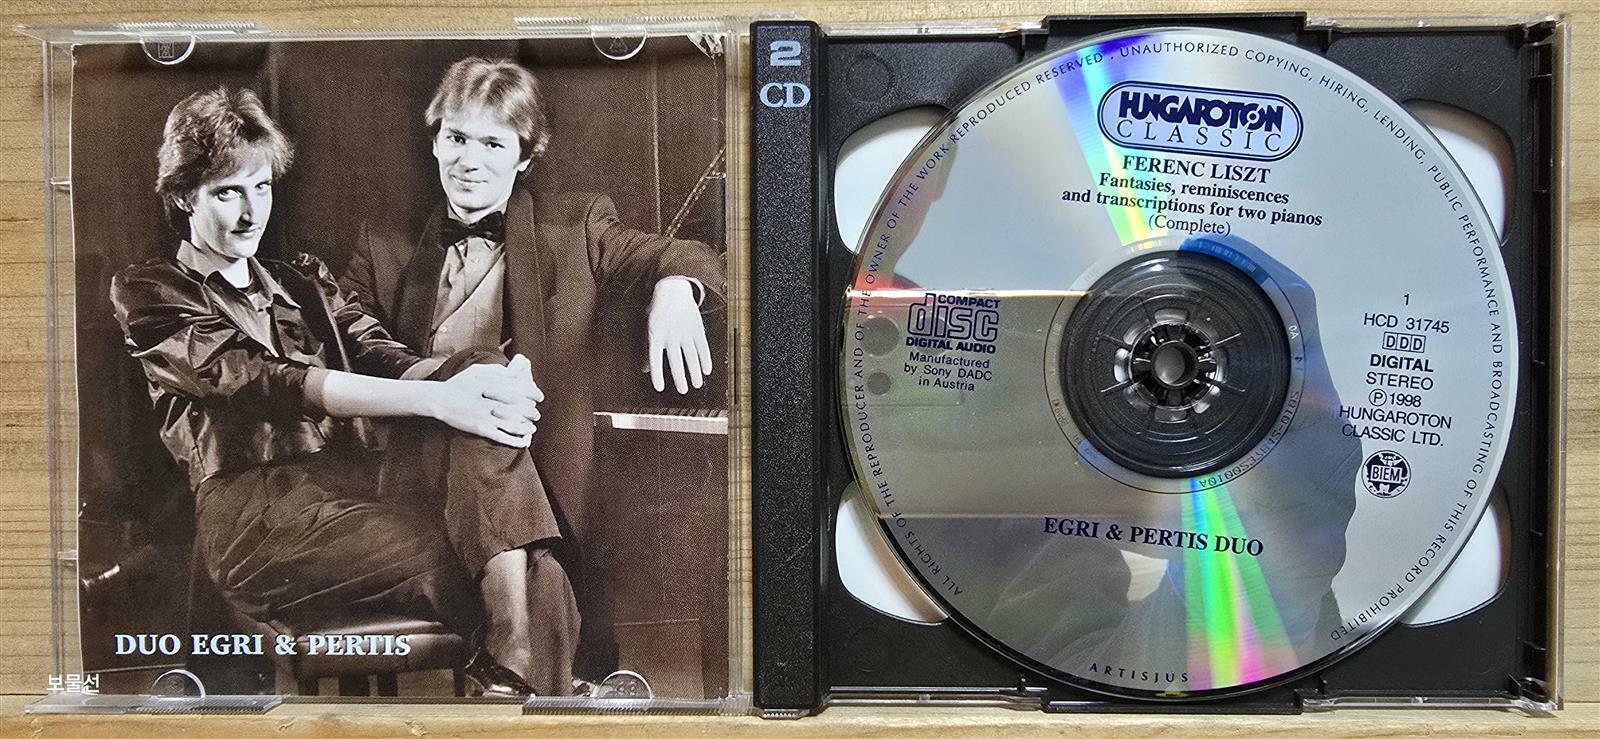 DUO EGRI & PERTIS
보물선
2
CD
ALL RIGHTS OF THE REPRODUCER AND OF THE OWNER OF THE WORK REPRODUCED RESERVED · UNAUTHORIZED COPYING, HIRING, LENDING, PUBLIC PERFORMANCE AND BROADCASTING OF THIS RECORD PROHIBITED
HUNGAROTON
CLASSIC
FERENC LISZT
Fantasies, reminiscences
and transcriptions for two pianos
(Complete)
COMPACT
disc
DIGITAL AUDIO
Manufactured
by Sony DADC
in Austria
1
HCD 31745
DDD
DIGITAL
STEREO
Ⓟ1998
HUNGAROTON
CLASSIC LTD.
BIEM
EGRI & PERTIS DUO
ARTISJUS